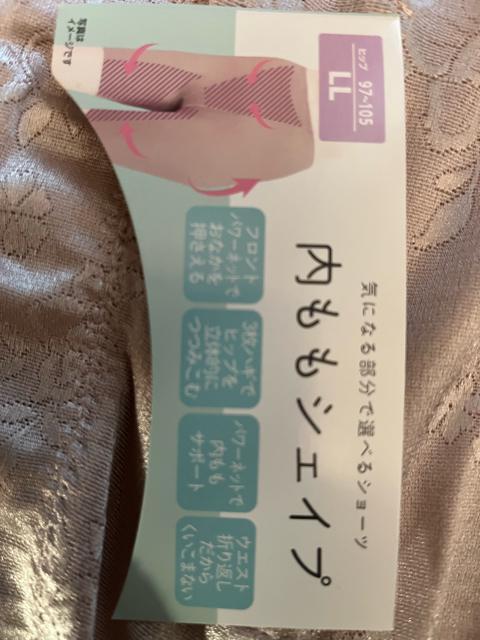 ヒップ 97~105
LL
写真は
イメージです
気になる部分で選べるショーツ
内ももシェイプ
フロント
パワーネットで
おなかを
押さえる
3枚ハギで
ヒップを
立体的に
つつみこむ
パワーネットで
内もも
サポート
ウエスト
折り返し
だから
くいこまない